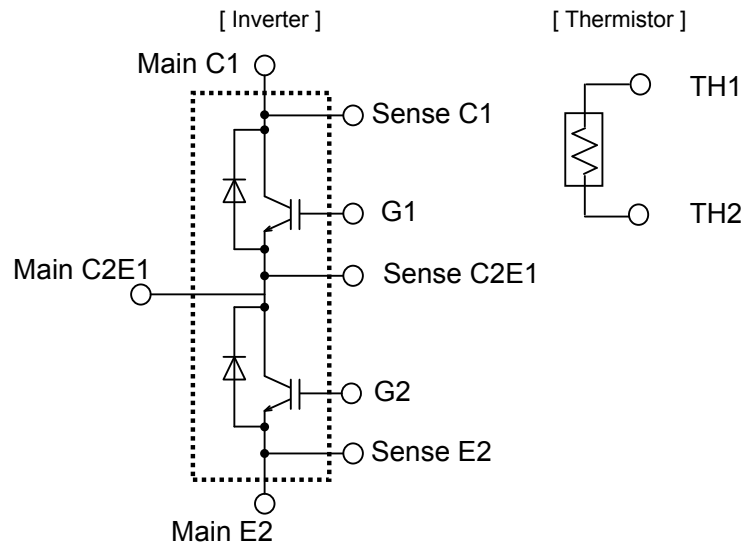 [ Inverter ]
[ Thermistor ]
Main C1
Sense C1
TH1
G1
TH2
Main C2E1
Sense C2E1
G2
Sense E2
Main E2